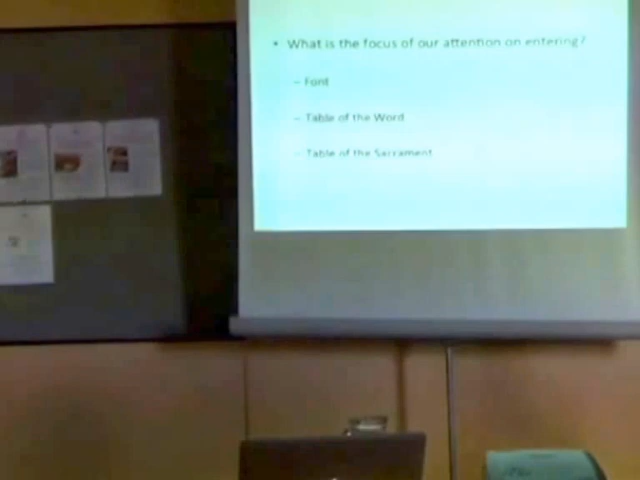 • What is the focus of our attention on entering?
– Font
– Table of the Word
– Table of the Sacrament